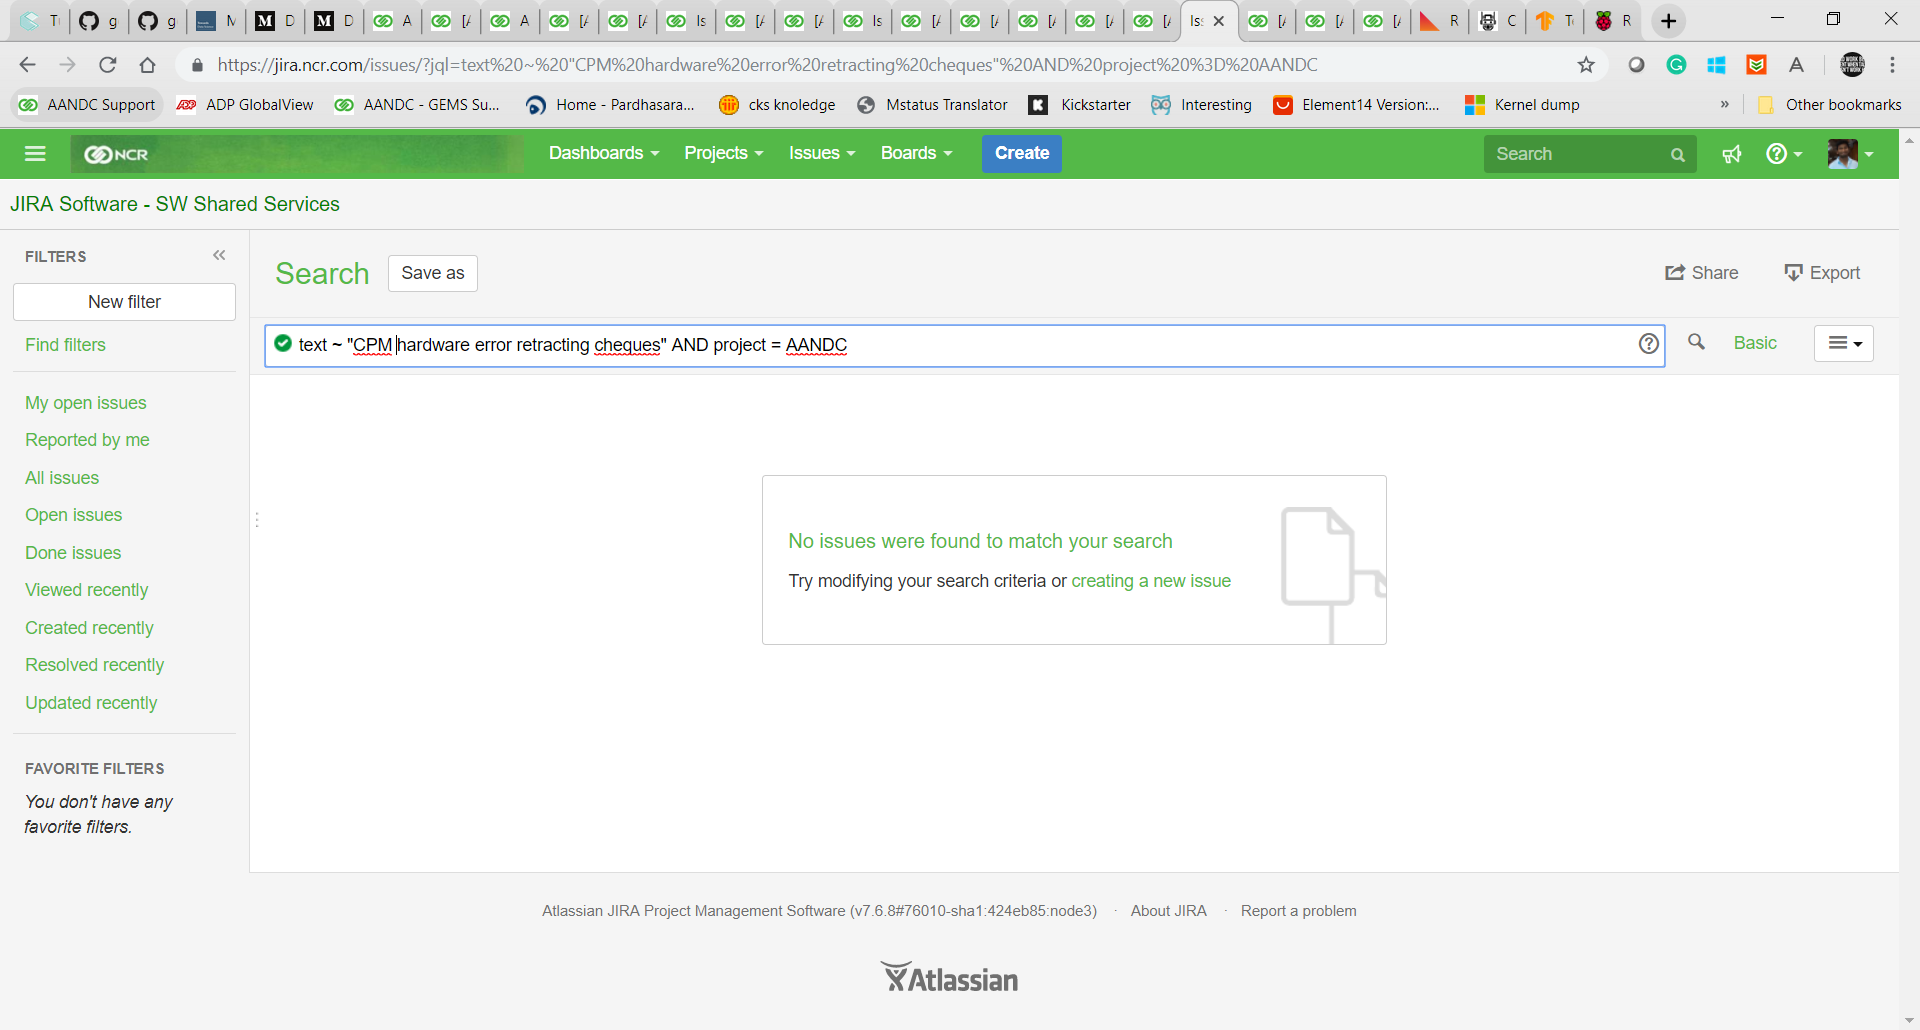 g
g
M
D
D
A
A
Is
Is
Is
R
C
R
https://jira.ncr.com/issues/?jql=text%20~%20"CPM%20hardware%20error%20retracting%20cheques"%20AND%20project%20%3D%20AANDC
AANDC Support
ADP GlobalView
AANDC - GEMS Su...
Home - Pardhasara...
cks knoledge
Mstatus Translator
Kickstarter
Interesting
Element14 Version:...
Kernel dump
»
Other bookmarks
NCR
Dashboards
Projects
Issues
Boards
Create
Search
JIRA Software - SW Shared Services
FILTERS
New filter
Find filters
My open issues
Reported by me
All issues
Open issues
Done issues
Viewed recently
Created recently
Resolved recently
Updated recently
FAVORITE FILTERS
You don't have any
favorite filters.
Search
Save as
Share
Export
text ~ "CPM hardware error retracting cheques" AND project = AANDC
Basic
No issues were found to match your search
Try modifying your search criteria or creating a new issue
Atlassian JIRA Project Management Software (v7.6.8#76010-sha1:424eb85:node3) · About JIRA · Report a problem
Atlassian